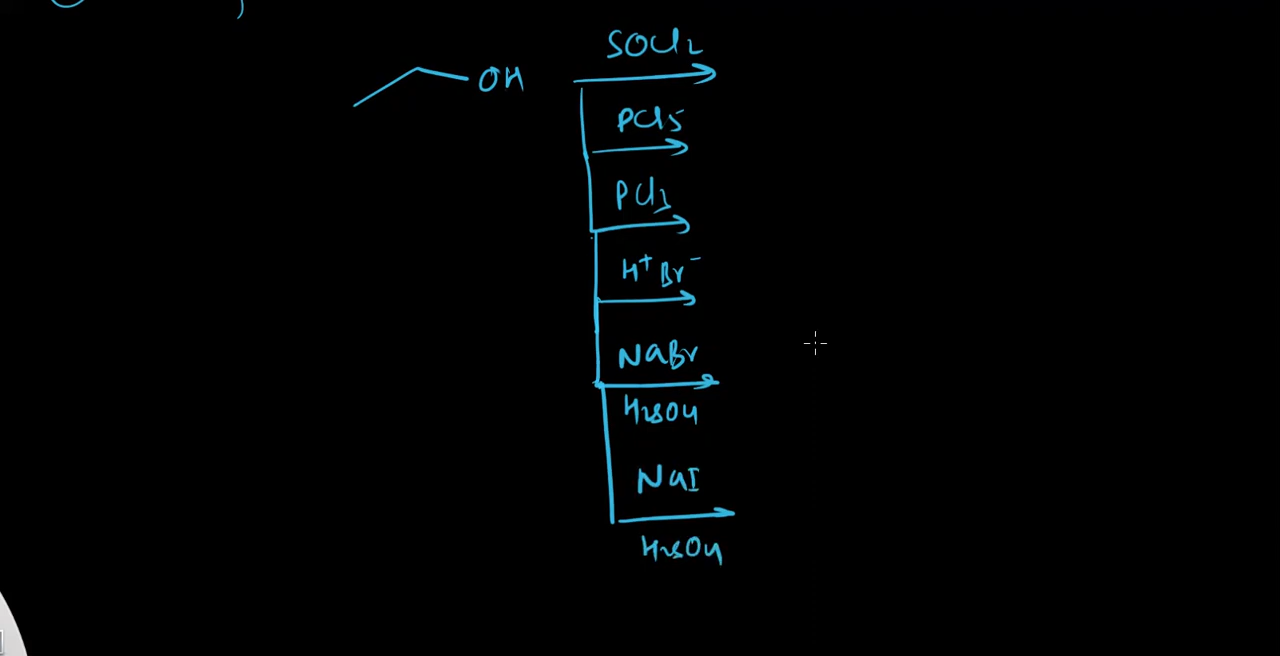 SOCl2
OH
PCl5
PCl3
H+ Br-
NaBr
H2SO4
NaI
H2SO4